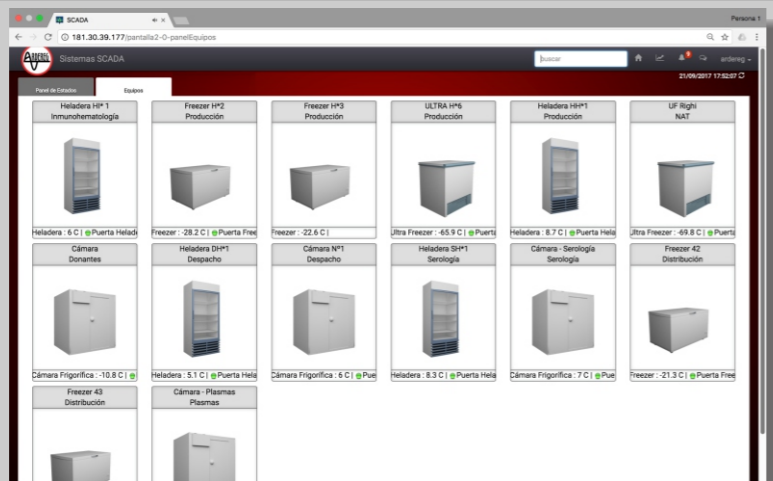 SCADA
Persona 1
181.30.39.177/pantalla2-0-panelEquipos
Sistemas SCADA
buscar
ardereg
21/09/2017 17:52:07
Panel de Estados
Equipos
Heladera HI* 1
Inmunohematología
Freezer H*2
Producción
Freezer H*3
Producción
ULTRA H*6
Producción
Heladera HH*1
Producción
UF Righi
NAT
Heladera : 6 C | Puerta Helade
Freezer : -28.2 C | Puerta Free
Freezer : -22.6 C |
Ultra Freezer : -65.9 C | Puerta
Heladera : 8.7 C | Puerta Helad
Ultra Freezer : -69.8 C | Puerta
Cámara
Donantes
Heladera DH*1
Despacho
Cámara Nº1
Despacho
Heladera SH*1
Serología
Cámara - Serología
Serología
Freezer 42
Distribución
Cámara Frigorífica : -10.8 C |
Heladera : 5.1 C | Puerta Hela
Cámara Frigorífica : 6 C | Pue
Heladera : 8.3 C | Puerta Hela
Cámara Frigorífica : 7 C | Pue
Freezer : -21.3 C | Puerta Free
Freezer 43
Distribución
Cámara - Plasmas
Plasmas